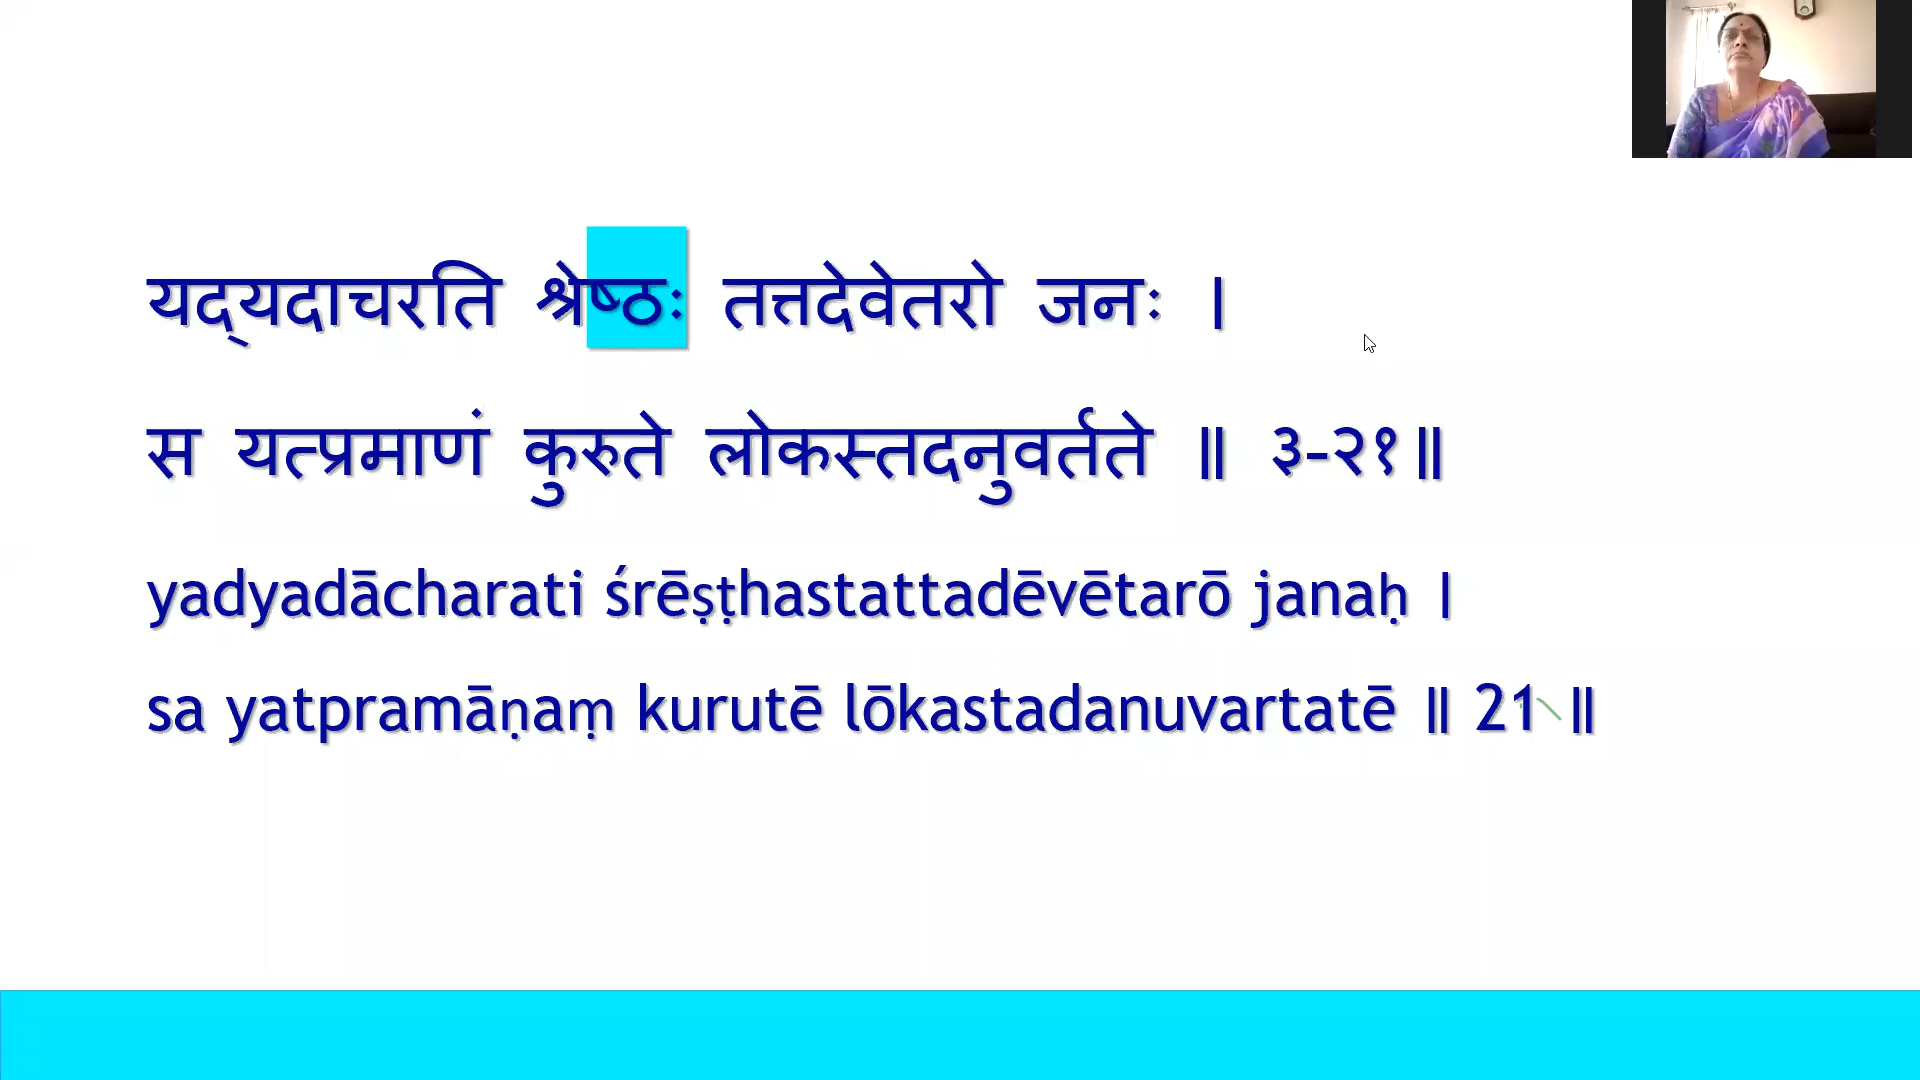 यद्यदाचरति श्रेष्ठः तत्तदेवेतरो जनः ।
स यत्प्रमाणं कुरुते लोकस्तदनुवर्तते ॥ ३-२१॥
yadyadācharati śrēṣṭhastattadēvētarō janaḥ ।
sa yatpramāṇaṃ kurutē lōkastadanuvartatē ॥ 21 ॥